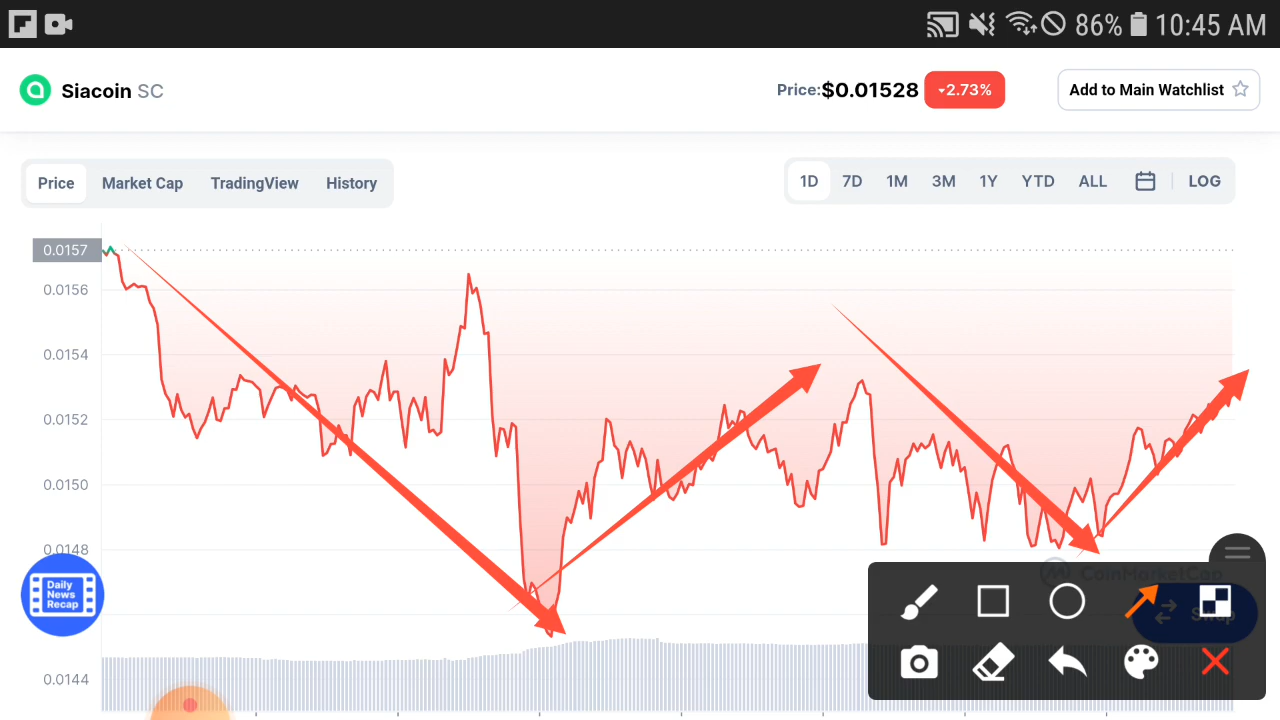 86% 10:45 AM
Siacoin SC
Price:$0.01528 2.73%
Add to Main Watchlist
Price Market Cap TradingView History
1D 7D 1M 3M 1Y YTD ALL LOG
0.0157
0.0156
0.0154
0.0152
0.0150
0.0148
0.0144
Daily
News
Recap
CoinMarketCap
Swap